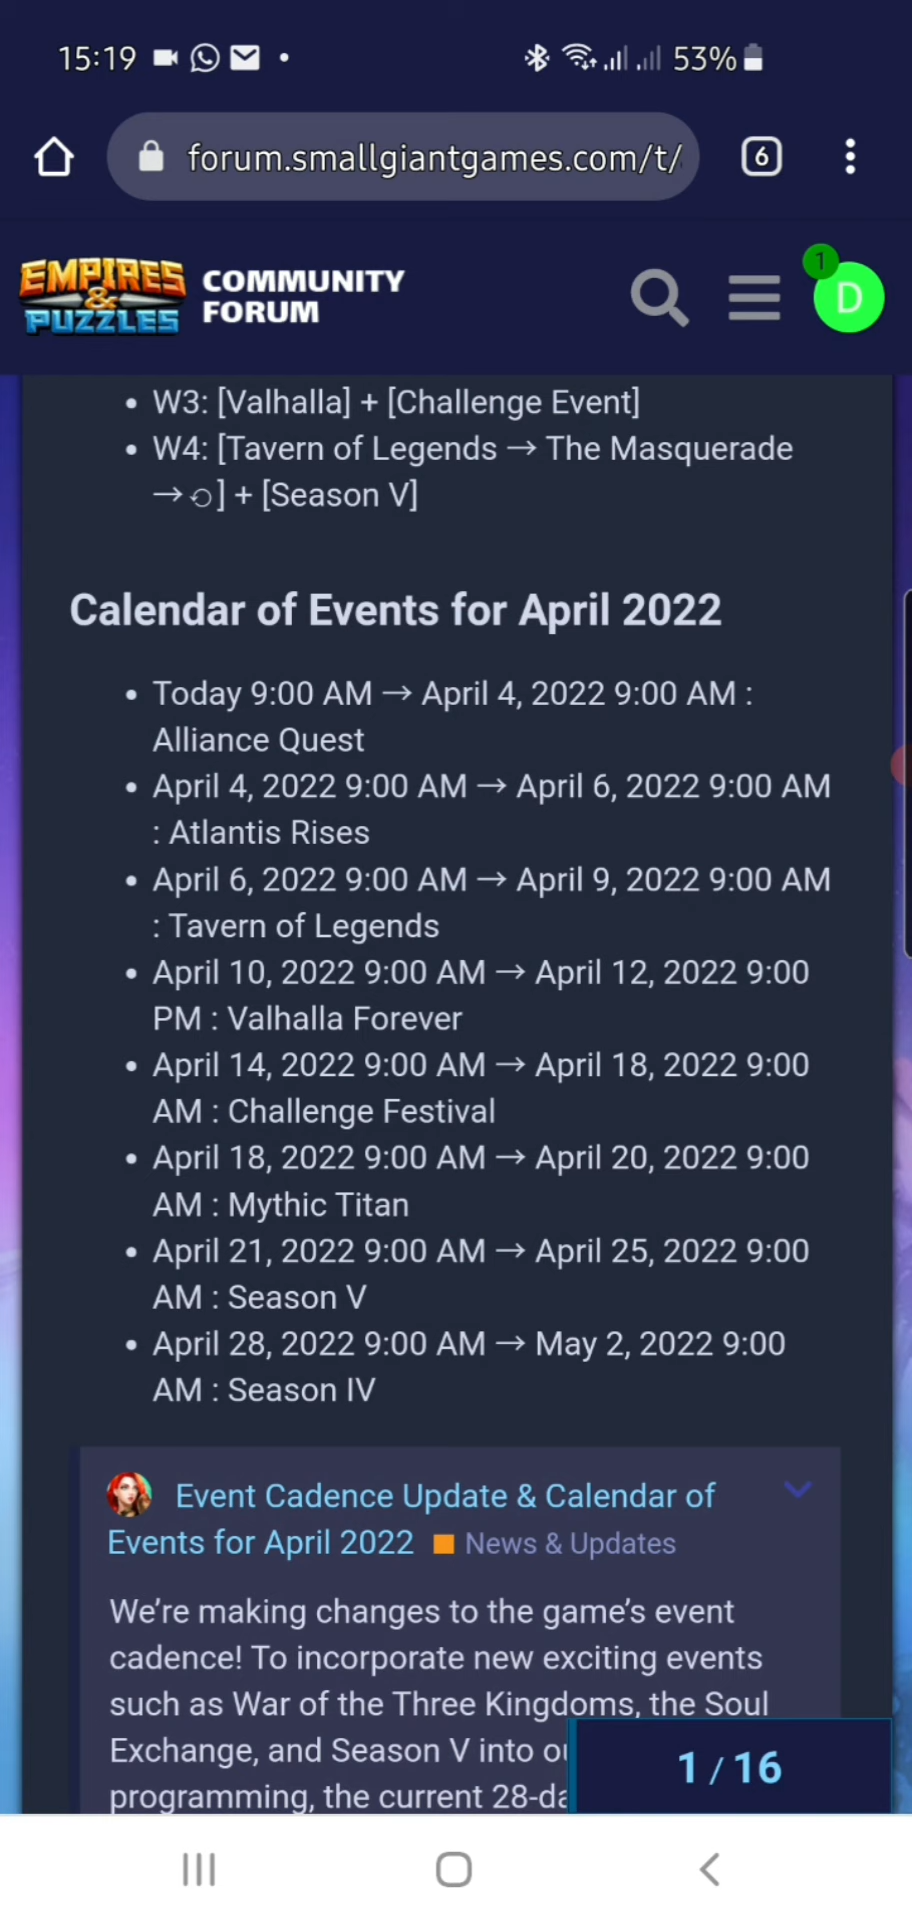 15:19 53%
forum.smallgiantgames.com/t/ 6
EMPIRES
&
PUZZLES
COMMUNITY
FORUM
1
D
• W3: [Valhalla] + [Challenge Event]
• W4: [Tavern of Legends → The Masquerade
→ ⟲] + [Season V]
Calendar of Events for April 2022
• Today 9:00 AM → April 4, 2022 9:00 AM :
Alliance Quest
• April 4, 2022 9:00 AM → April 6, 2022 9:00 AM
: Atlantis Rises
• April 6, 2022 9:00 AM → April 9, 2022 9:00 AM
: Tavern of Legends
• April 10, 2022 9:00 AM → April 12, 2022 9:00
PM : Valhalla Forever
• April 14, 2022 9:00 AM → April 18, 2022 9:00
AM : Challenge Festival
• April 18, 2022 9:00 AM → April 20, 2022 9:00
AM : Mythic Titan
• April 21, 2022 9:00 AM → April 25, 2022 9:00
AM : Season V
• April 28, 2022 9:00 AM → May 2, 2022 9:00
AM : Season IV
Event Cadence Update & Calendar of
Events for April 2022 News & Updates
We're making changes to the game's event
cadence! To incorporate new exciting events
such as War of the Three Kingdoms, the Soul
Exchange, and Season V into
programming, the current
1 / 16